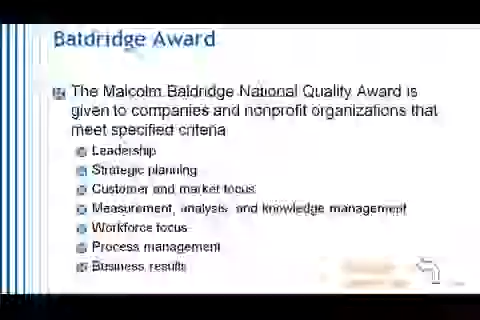 Baldridge Award
The Malcolm Baldridge National Quality Award is
given to companies and nonprofit organizations that
meet specified criteria
Leadership
Strategic planning
Customer and market focus
Measurement, analysis, and knowledge management
Workforce focus
Process management
Business results